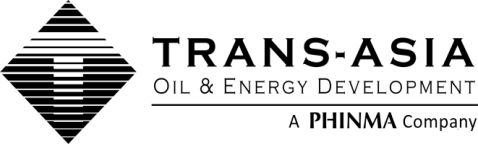 TRANS-ASIA
OIL & ENERGY DEVELOPMENT
A PHINMA Company